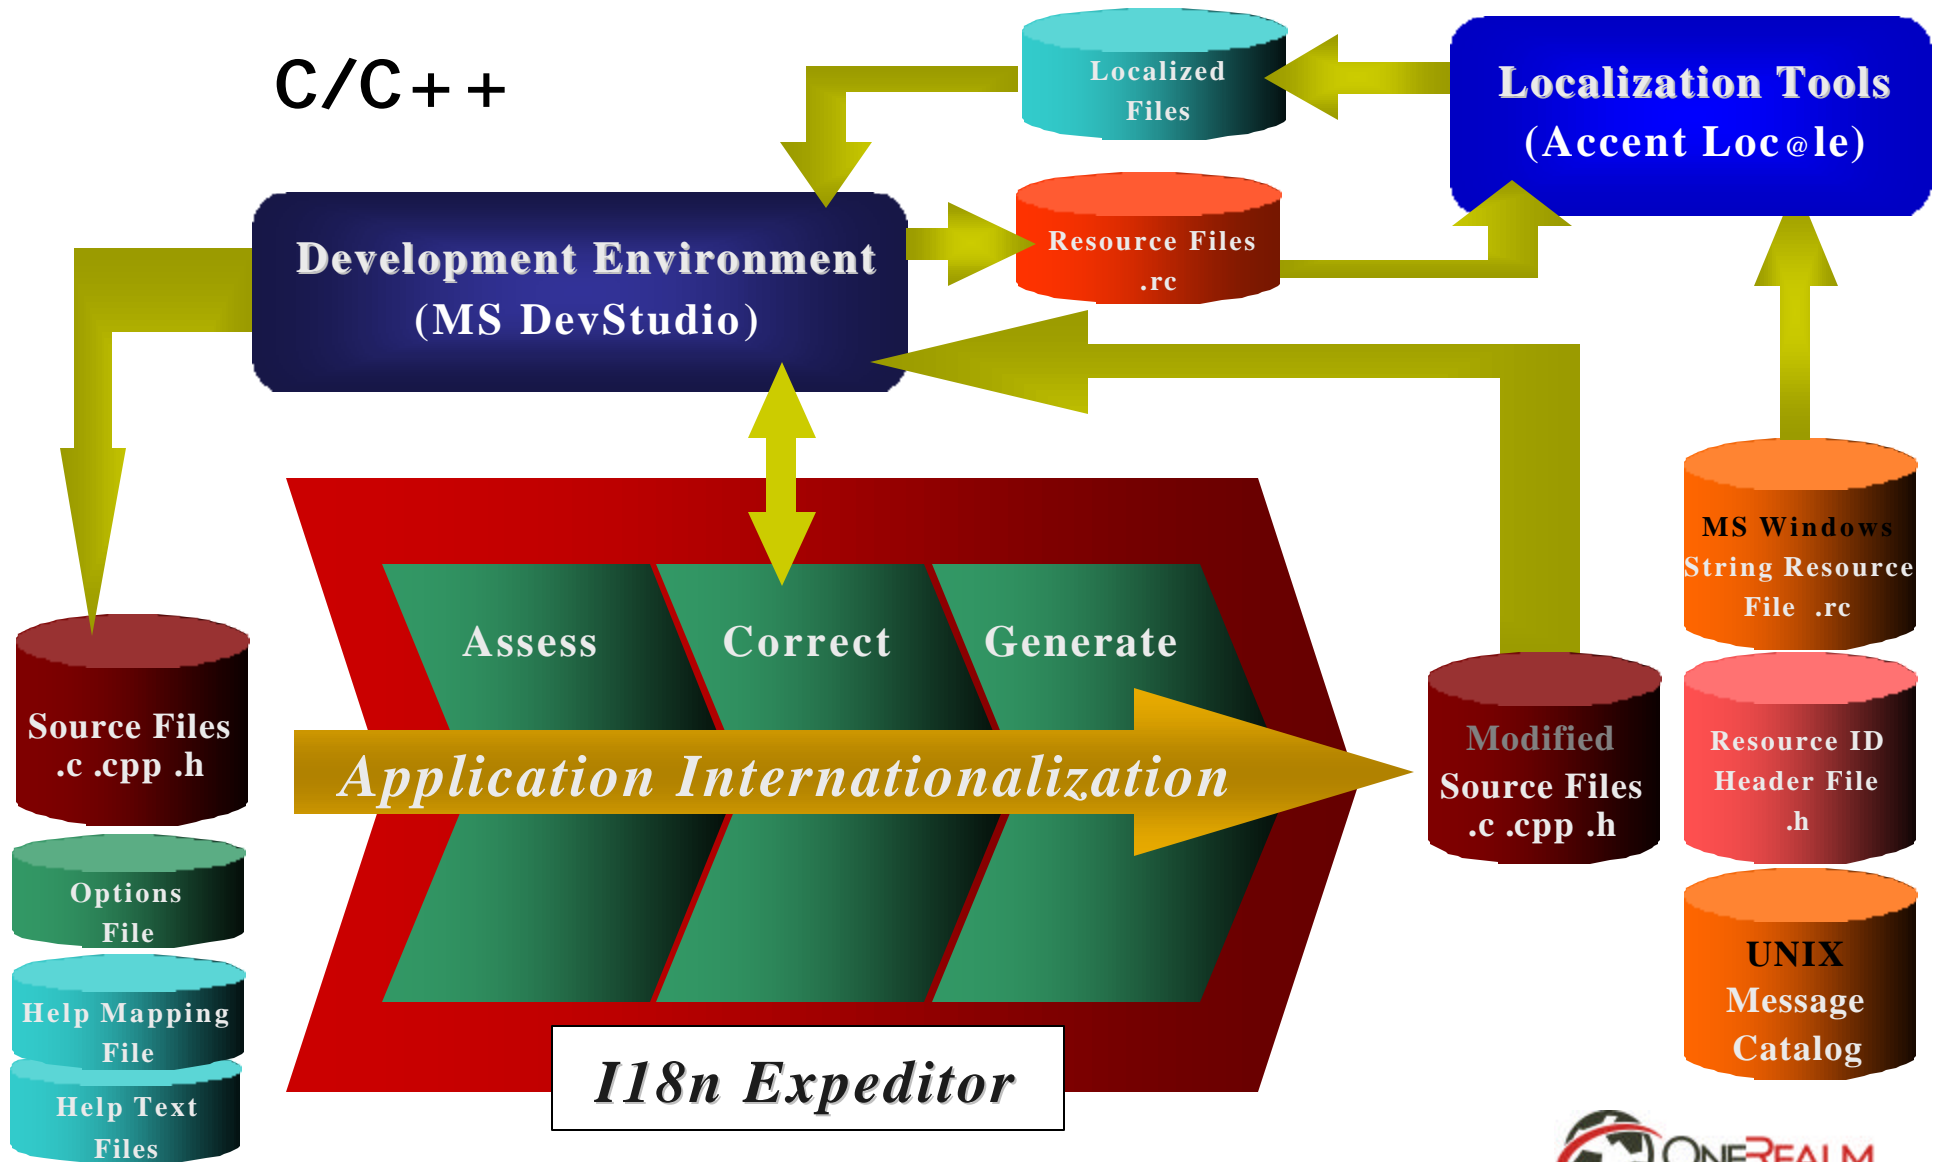 C/C++
Localized
Files
Localization Tools
(Accent Loc@le)
Resource Files
.rc
Development Environment
(MS DevStudio)
MS Windows
String Resource
File .rc
Assess
Correct
Generate
Source Files
.c .cpp .h
Application Internationalization
Modified
Source Files
.c .cpp .h
Resource ID
Header File
.h
Options
File
UNIX
Message
Catalog
Help Mapping
File
Help Text
Files
I18n Expeditor
ONEREALM